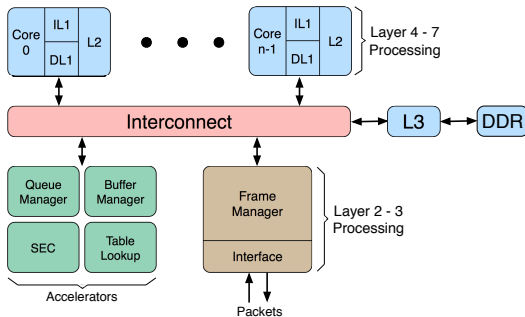 Core
0
IL1
DL1
L2
Core
n-1
IL1
DL1
L2
Layer 4 - 7
Processing
Interconnect
L3
DDR
Queue
Manager
Buffer
Manager
SEC
Table
Lookup
Accelerators
Frame
Manager
Interface
Layer 2 - 3
Processing
Packets